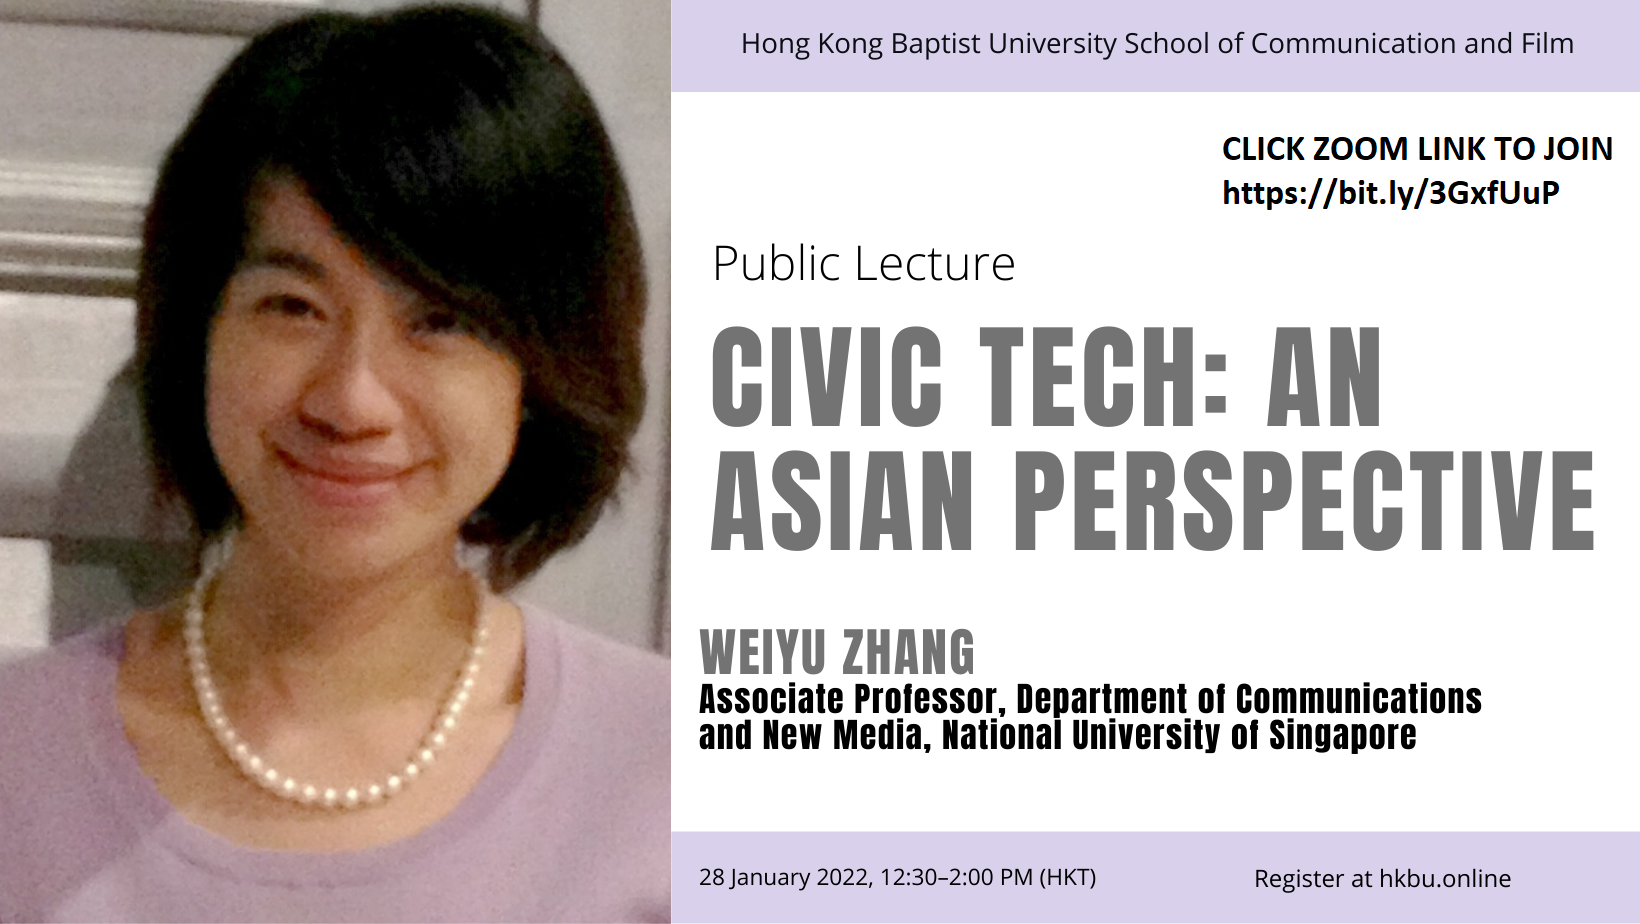 Hong Kong Baptist University School of Communication and Film
CLICK ZOOM LINK TO JOIN
https://bit.ly/3GxfUuP
Public Lecture
CIVIC TECH: AN
ASIAN PERSPECTIVE
WEIYU ZHANG
Associate Professor, Department of Communications
and New Media, National University of Singapore
28 January 2022, 12:30–2:00 PM (HKT)
Register at hkbu.online